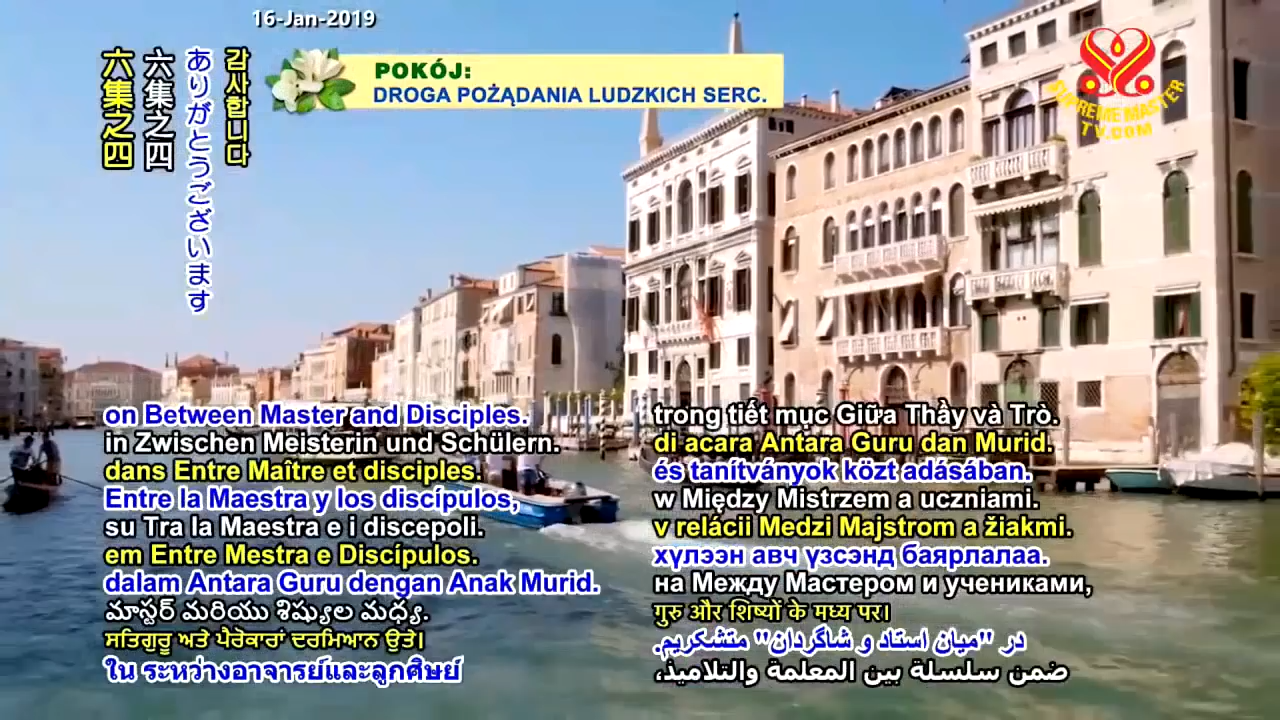 16-Jan-2019
六集之四
六集之四
ありがとうございます
감사합니다
POKÓJ:
DROGA POŻĄDANIA LUDZKICH SERC.
SUPREME MASTER
TV.COM
on Between Master and Disciples.
in Zwischen Meisterin und Schülern.
dans Entre Maître et disciples.
Entre la Maestra y los discípulos,
su Tra la Maestra e i discepoli.
em Entre Mestra e Discípulos.
dalam Antara Guru dengan Anak Murid.
మాస్టర్ మరియు శిష్యుల మధ్య.
ਸਤਿਗੁਰੂ ਅਤੇ ਪੈਰੋਕਾਰਾਂ ਦਰਮਿਆਨ ਉਤੇ।
ใน ระหว่างอาจารย์และลูกศิษย์
trong tiết mục Giữa Thầy và Trò.
di acara Antara Guru dan Murid.
és tanítványok közt adásában.
w Między Mistrzem a uczniami.
v relácii Medzi Majstrom a žiakmi.
хүлээн авч үзсэнд баярлалаа.
на Между Мастером и учениками,
गुरु और शिष्यों के मध्य पर।
در "میان استاد و شاگردان" متشکریم.
ضمن سلسلة بين المعلمة والتلاميذ،